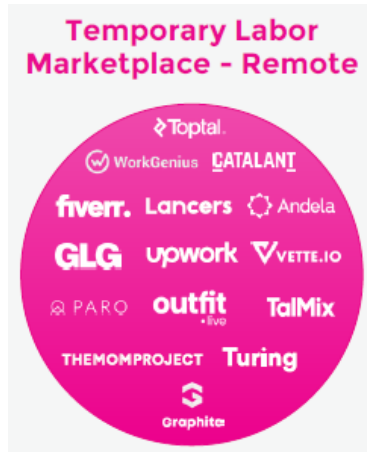 Temporary Labor
Marketplace - Remote
Toptal.
WorkGenius CATALANT
fiverr. Lancers Andela
GLG upwork VETTE.IO
PARO outfit TalMix
•live
THEMOMPROJECT Turing
Graphite